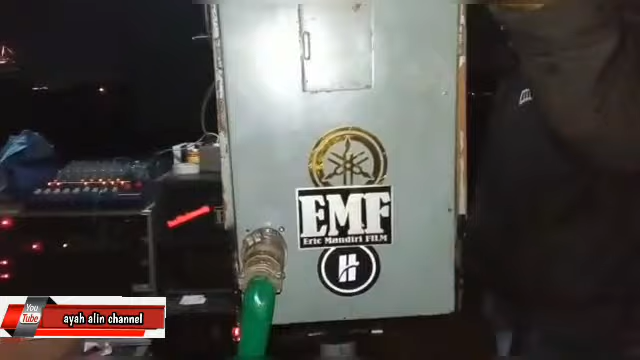 EMF
Eric Mandiri FILM
H
You
Tube
ayah alin channel